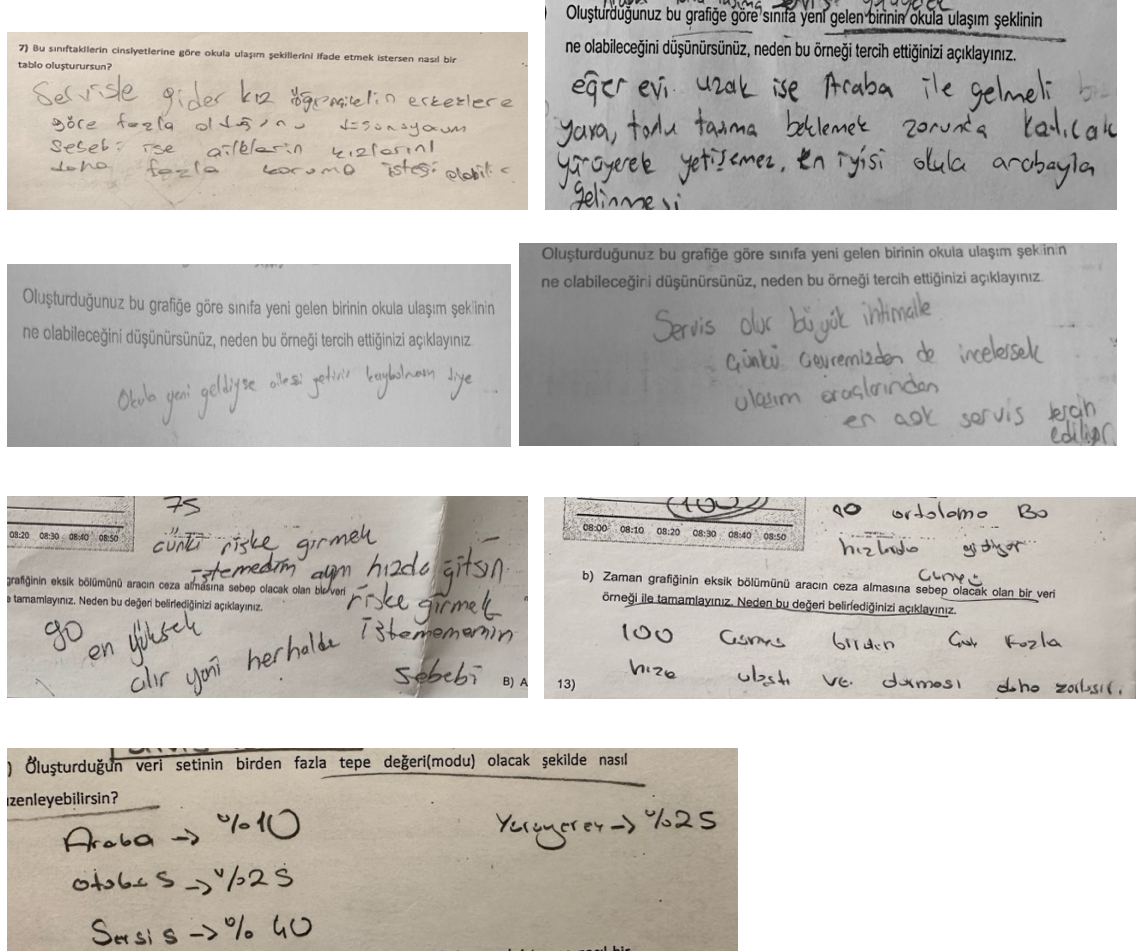 7) Bu sınıftakilerin cinsiyetlerine göre okula ulaşım şekillerini ifade etmek istersen nasıl bir
tablo oluşturursun?
Servisle gider kız öğrencilerin erkeklere
göre fazla olduğunu düşünüyorum
Sebebi ise ailelerin kızlarını
daha fazla koruma isteği olabilir
Oluşturduğunuz bu grafiğe göre sınıfa yeni gelen birinin okula ulaşım şeklinin
ne olabileceğini düşünürsünüz, neden bu örneği tercih ettiğinizi açıklayınız.
eğer evi uzak ise Araba ile gelmeli
yoksa, toplu taşıma beklemek zorunda kalıcak
yürüyerek yetişemez, en iyisi okula arabayla
gelinmesi
Oluşturduğunuz bu grafiğe göre sınıfa yeni gelen birinin okula ulaşım şeklinin
ne olabileceğini düşünürsünüz, neden bu örneği tercih ettiğinizi açıklayınız
Okula yeni geldiyse ailesi getirir kaybolmasın diye
Oluşturduğunuz bu grafiğe göre sınıfa yeni gelen birinin okula ulaşım şeklinin
ne olabileceğini düşünürsünüz, neden bu örneği tercih ettiğinizi açıklayınız.
Servis olur büyük ihtimalle
Çünkü Çevremizden de incelersek
ulaşım araçlarından
en çok servis tercih
ediliyor
75
08:20 08:30 08:40 08:50
çünkü riske girmek
istemedim aynı hızda gitsin
grafiğinin eksik bölümünü aracın ceza almasına sebep olacak olan bir veri
e tamamlayınız. Neden bu değeri belirlediğinizi açıklayınız.
riske girmek
istemememin
sebebi
90 en yüksek
alır yani herhalde
B) A
100
08:00 08:10 08:20 08:30 08:40 08:50
ortalama Bo
hızlarda gidiyor
Çünkü
b) Zaman grafiğinin eksik bölümünü aracın ceza almasına sebep olacak olan bir veri
örneği ile tamamlayınız. Neden bu değeri belirlediğinizi açıklayınız.
100 birden Çok Fazla
hıza ulaştı ve durması daha zorlaşır.
13)
) Oluşturduğun veri setinin birden fazla tepe değeri(modu) olacak şekilde nasıl
zenleyebilirsin?
Araba -> %10
Yürüyerek -> %25
otobüs -> %25
Servis -> %40